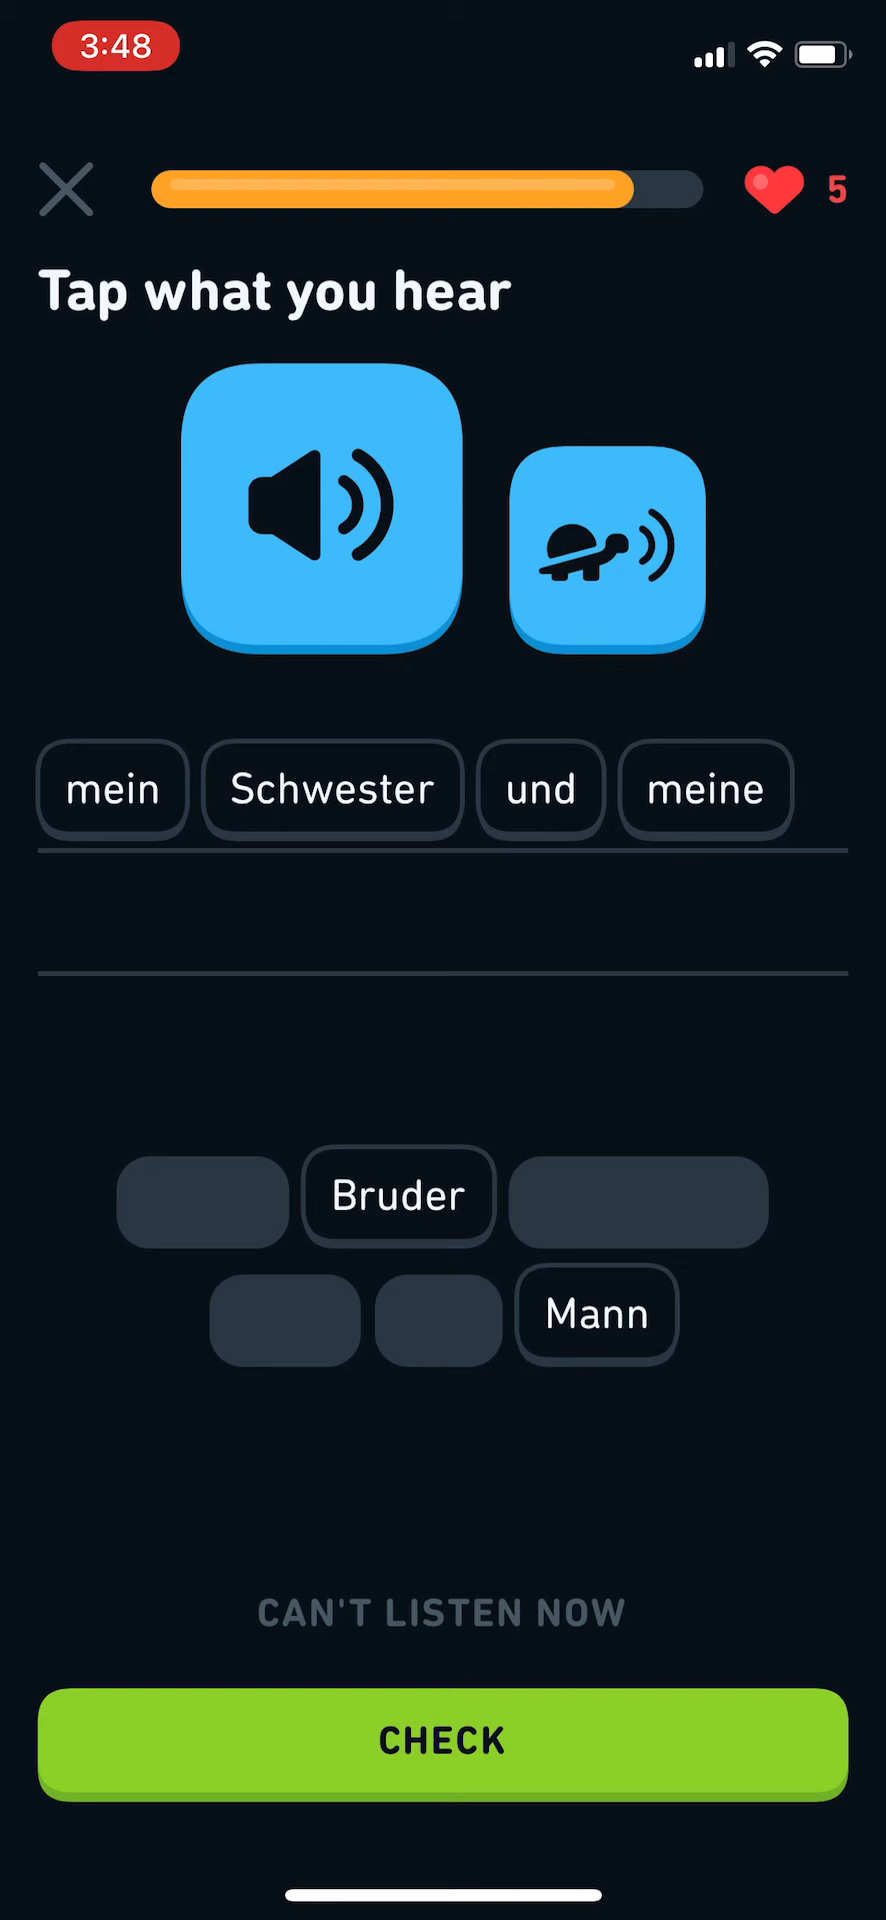 3:48
5
Tap what you hear
mein Schwester und meine
Bruder
Mann
CAN'T LISTEN NOW
CHECK